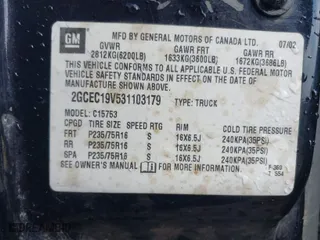 GM
MFD BY GENERAL MOTORS OF CANADA LTD. 07/02
GVWR GAWR FRT GAWR RR
2812KG(6200LB) 1633KG(3600LB) 1672KG(3686LB)
THIS VEHICLE CONFORMS TO ALL APPLICABLE U.S. FEDERAL MOTOR
VEHICLE SAFETY STANDARDS IN EFFECT ON THE DATE OF
MANUFACTURE SHOWN ABOVE.
2GCEC19V531103179 TYPE: TRUCK
MODEL: C15753
CPGD TIRE SIZE SPEED RTG RIM COLD TIRE PRESSURE
FRT P235/75R16 S 16X6.5J 240KPA(35PSI)
RR P235/75R16 S 16X6.5J 240KPA(35PSI)
SPA P235/75R16 S 16X6.5J 240KPA(35PSI)
SEE OWNER'S MANUAL FOR ADDITIONAL INFORMATION